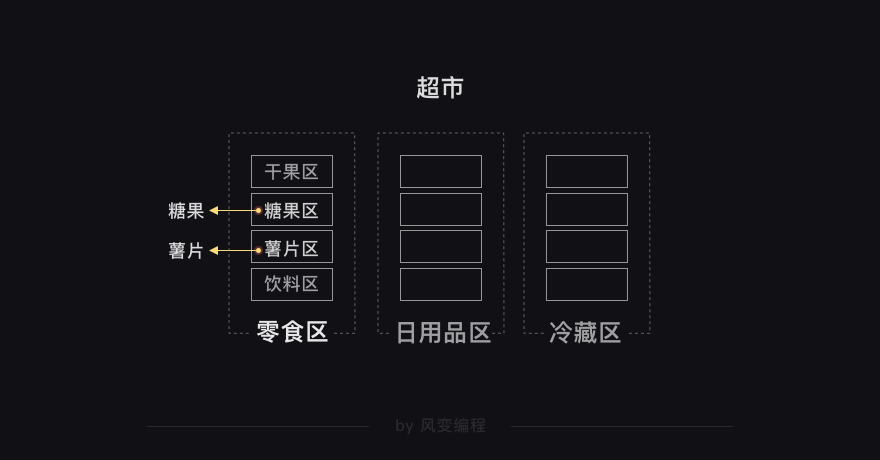 超市
干果区
糖果
糖果区
薯片
薯片区
饮料区
零食区
日用品区
冷藏区
by 风变编程